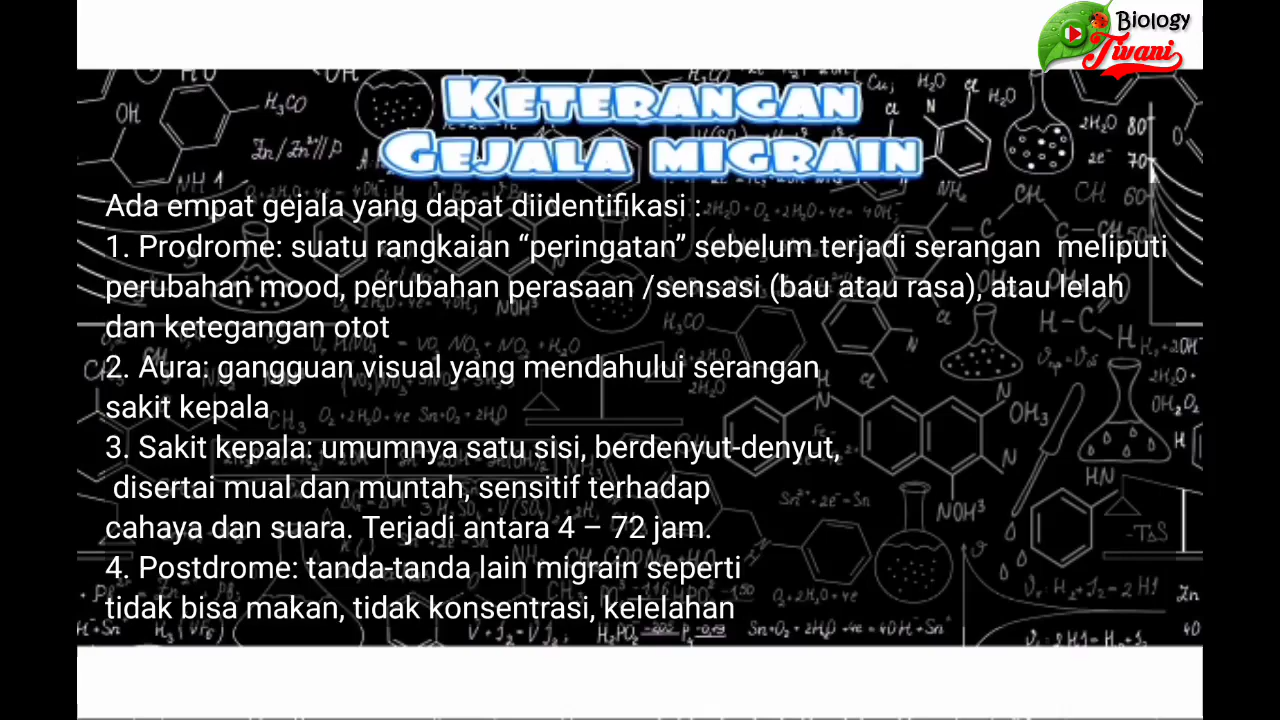 Biology
Tivani
KETERANGAN
GEJALA MIGRAIN
Ada empat gejala yang dapat diidentifikasi :
1. Prodrome: suatu rangkaian “peringatan” sebelum terjadi serangan meliputi
perubahan mood, perubahan perasaan /sensasi (bau atau rasa), atau lelah
dan ketegangan otot
2. Aura: gangguan visual yang mendahului serangan
sakit kepala
3. Sakit kepala: umumnya satu sisi, berdenyut-denyut,
disertai mual dan muntah, sensitif terhadap
cahaya dan suara. Terjadi antara 4 – 72 jam.
4. Postdrome: tanda-tanda lain migrain seperti
tidak bisa makan, tidak konsentrasi, kelelahan